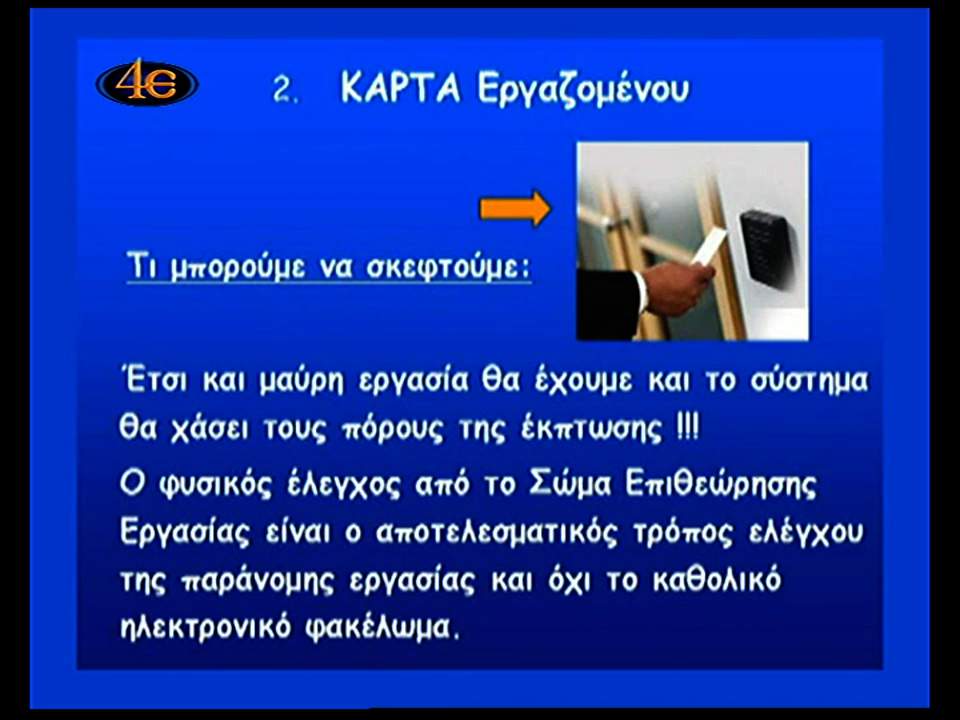 4ε
2. ΚΑΡΤΑ Εργαζομένου
Τι μπορούμε να σκεφτούμε:
Έτσι και μαύρη εργασία θα έχουμε και το σύστημα
θα χάσει τους πόρους της έκπτωσης !!!
Ο φυσικός έλεγχος από το Σώμα Επιθεώρησης
Εργασίας είναι ο αποτελεσματικός τρόπος ελέγχου
της παράνομης εργασίας και όχι το καθολικό
ηλεκτρονικό φακέλωμα.